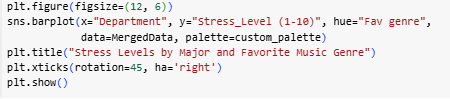 plt.figure(figsize=(12, 6))
sns.barplot(x="Department", y="Stress_Level (1-10)", hue="Fav genre",
            data=MergedData, palette=custom_palette)
plt.title("Stress Levels by Major and Favorite Music Genre")
plt.xticks(rotation=45, ha='right')
plt.show()